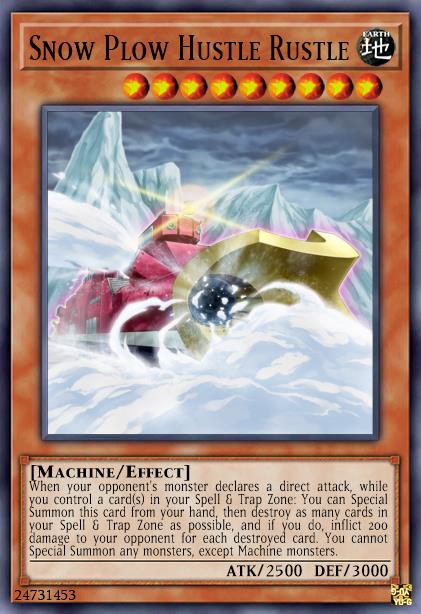 Snow Plow Hustle Rustle
EARTH
地
[Machine/Effect]
When your opponent's monster declares a direct attack, while
you control a card(s) in your Spell & Trap Zone: You can Special
Summon this card from your hand, then destroy as many cards in
your Spell & Trap Zone as possible, and if you do, inflict 200
damage to your opponent for each destroyed card. You cannot
Special Summon any monsters, except Machine monsters.
ATK/2500 DEF/3000
24731453